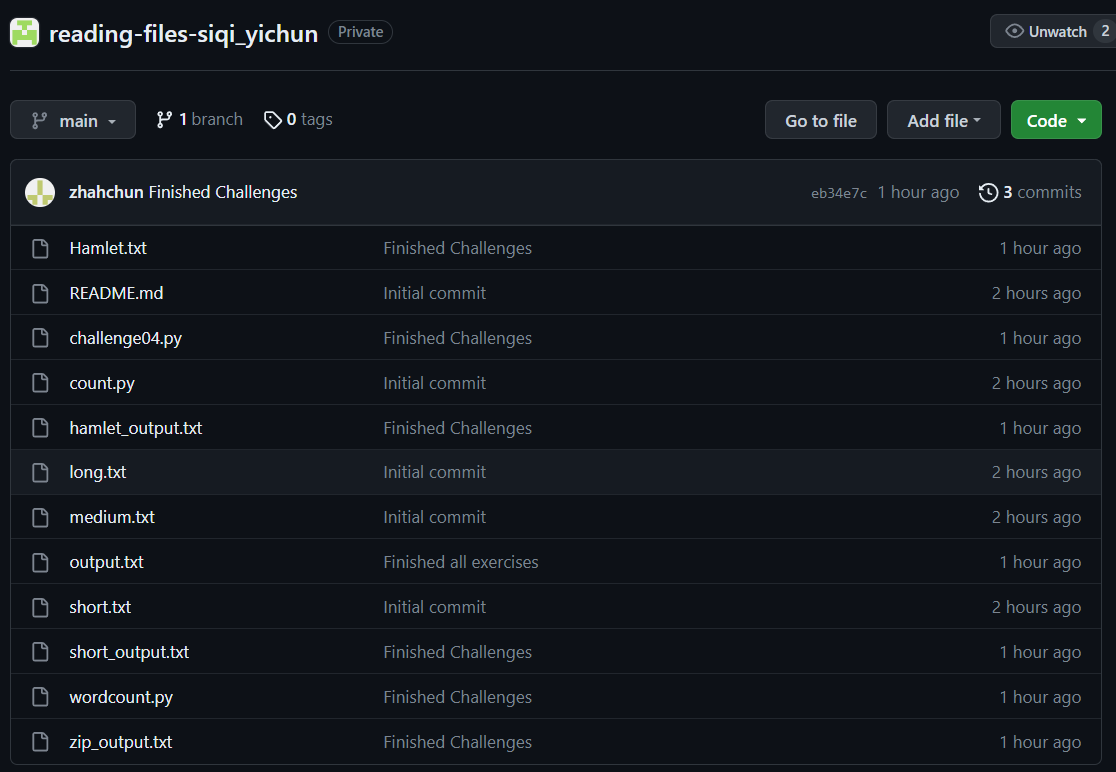 reading-files-siqi_yichun Private Unwatch 2
main 1 branch 0 tags Go to file Add file Code
zhahchun Finished Challenges eb34e7c 1 hour ago 3 commits
Hamlet.txt Finished Challenges 1 hour ago
README.md Initial commit 2 hours ago
challenge04.py Finished Challenges 1 hour ago
count.py Initial commit 2 hours ago
hamlet_output.txt Finished Challenges 1 hour ago
long.txt Initial commit 2 hours ago
medium.txt Initial commit 2 hours ago
output.txt Finished all exercises 1 hour ago
short.txt Initial commit 2 hours ago
short_output.txt Finished Challenges 1 hour ago
wordcount.py Finished Challenges 1 hour ago
zip_output.txt Finished Challenges 1 hour ago